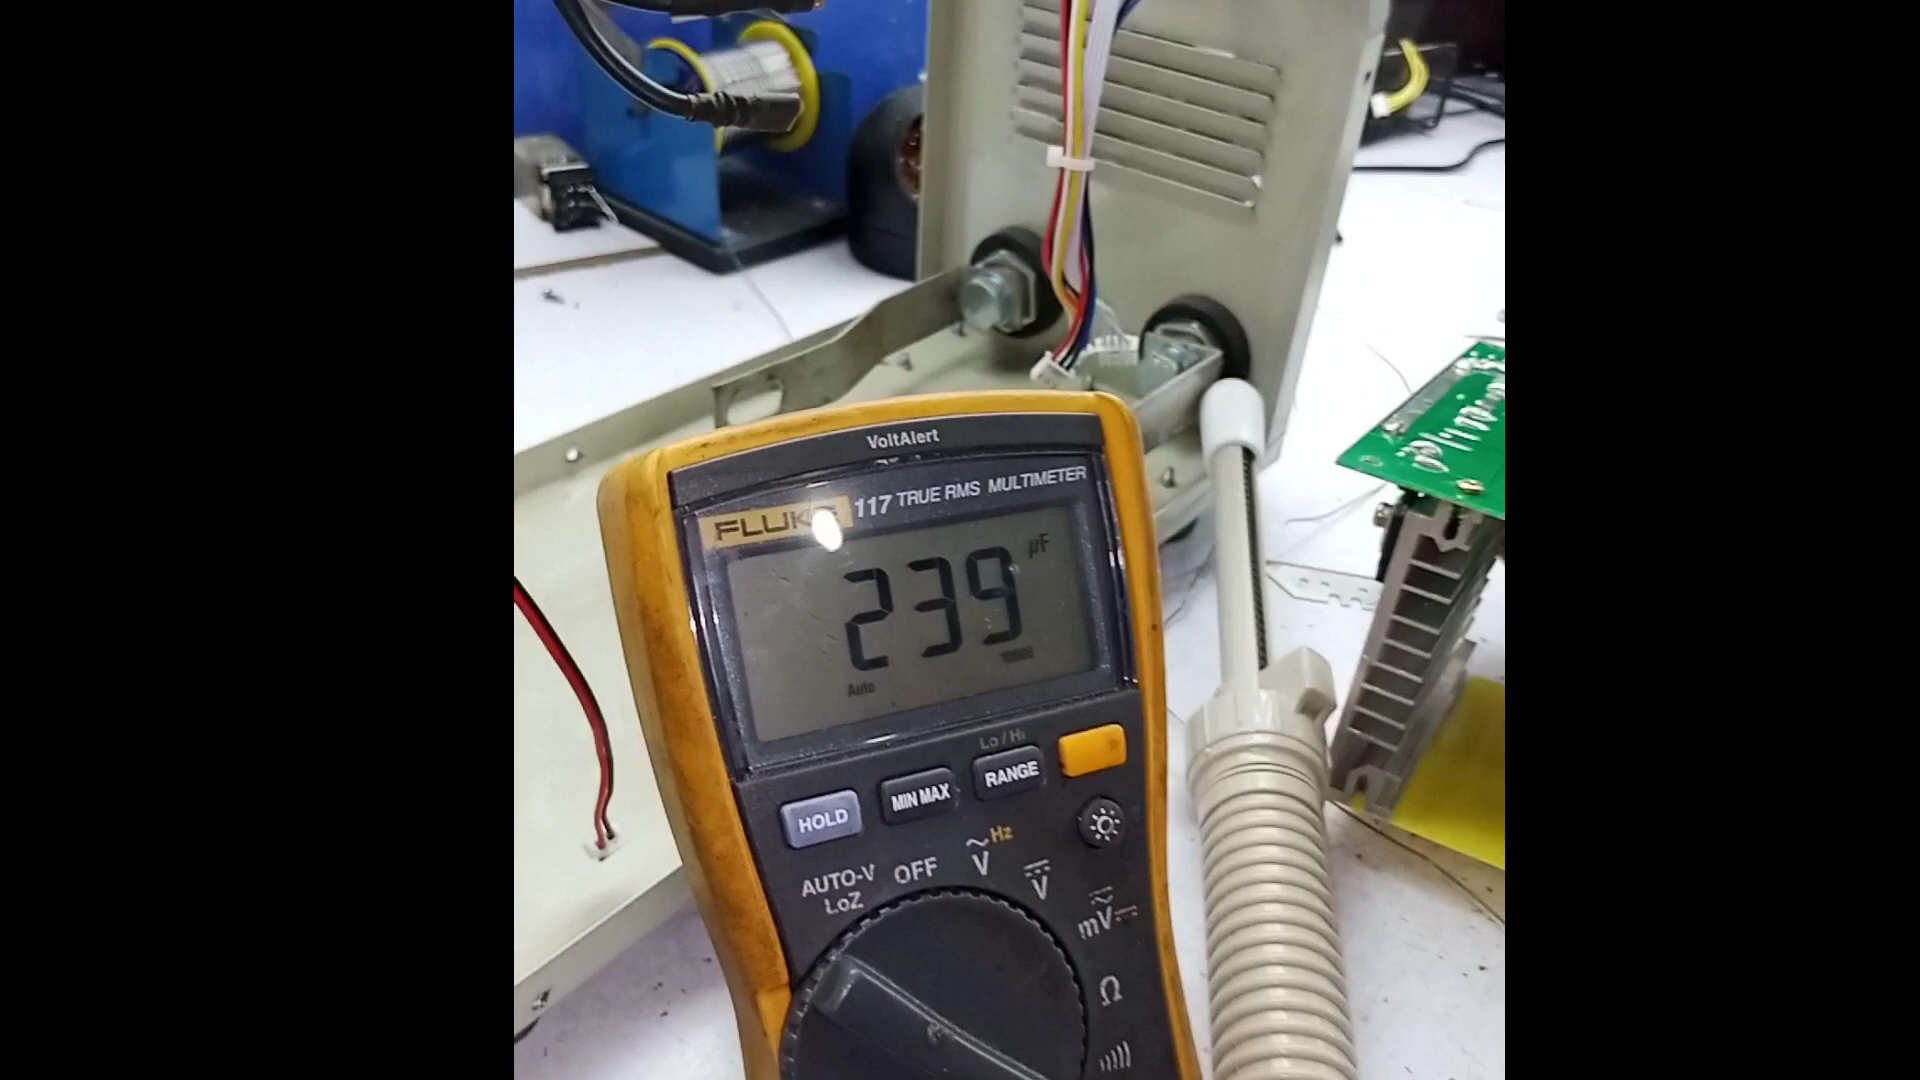 VoltAlert
FLUKE 117 TRUE RMS MULTIMETER
239 µF
Auto
Lo / Hi
HOLD
MIN MAX
RANGE
AUTO-V
LoZ
OFF
V Hz
V
mV
Ω